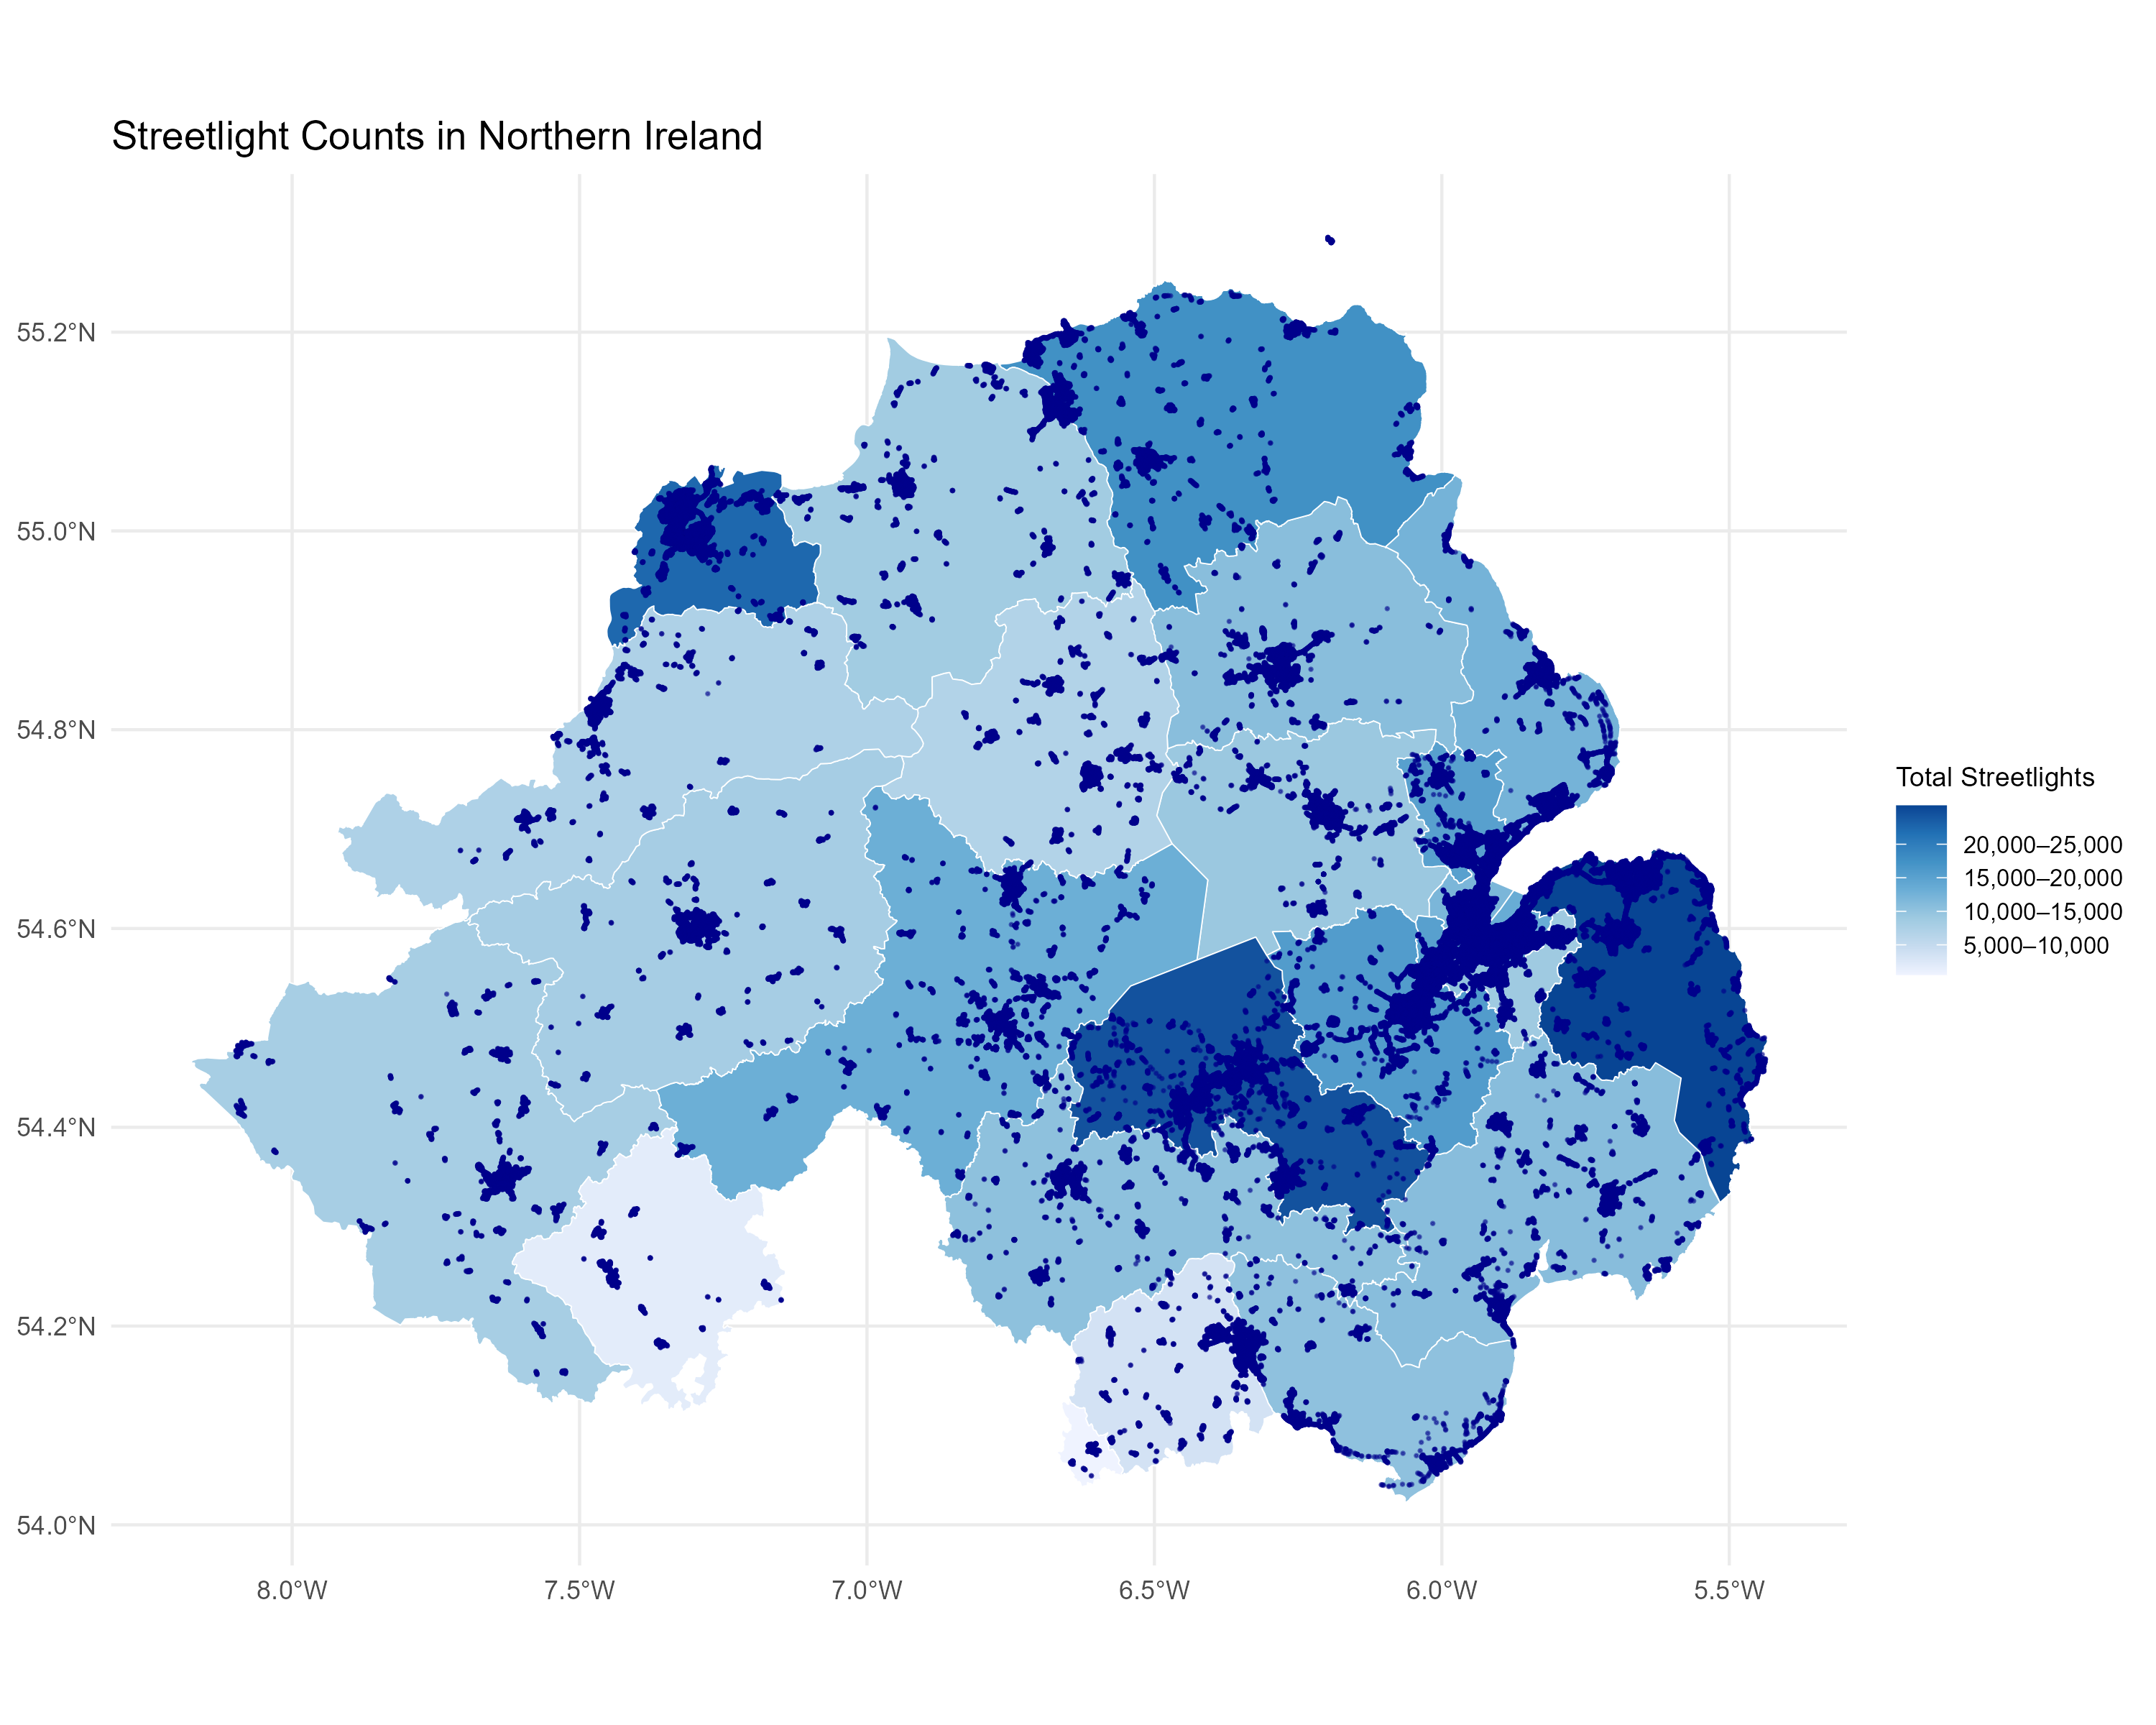 Streetlight Counts in Northern Ireland
55.2°N
55.0°N
54.8°N
54.6°N
54.4°N
54.2°N
54.0°N
8.0°W
7.5°W
7.0°W
6.5°W
6.0°W
5.5°W
Total Streetlights
20,000–25,000
15,000–20,000
10,000–15,000
5,000–10,000